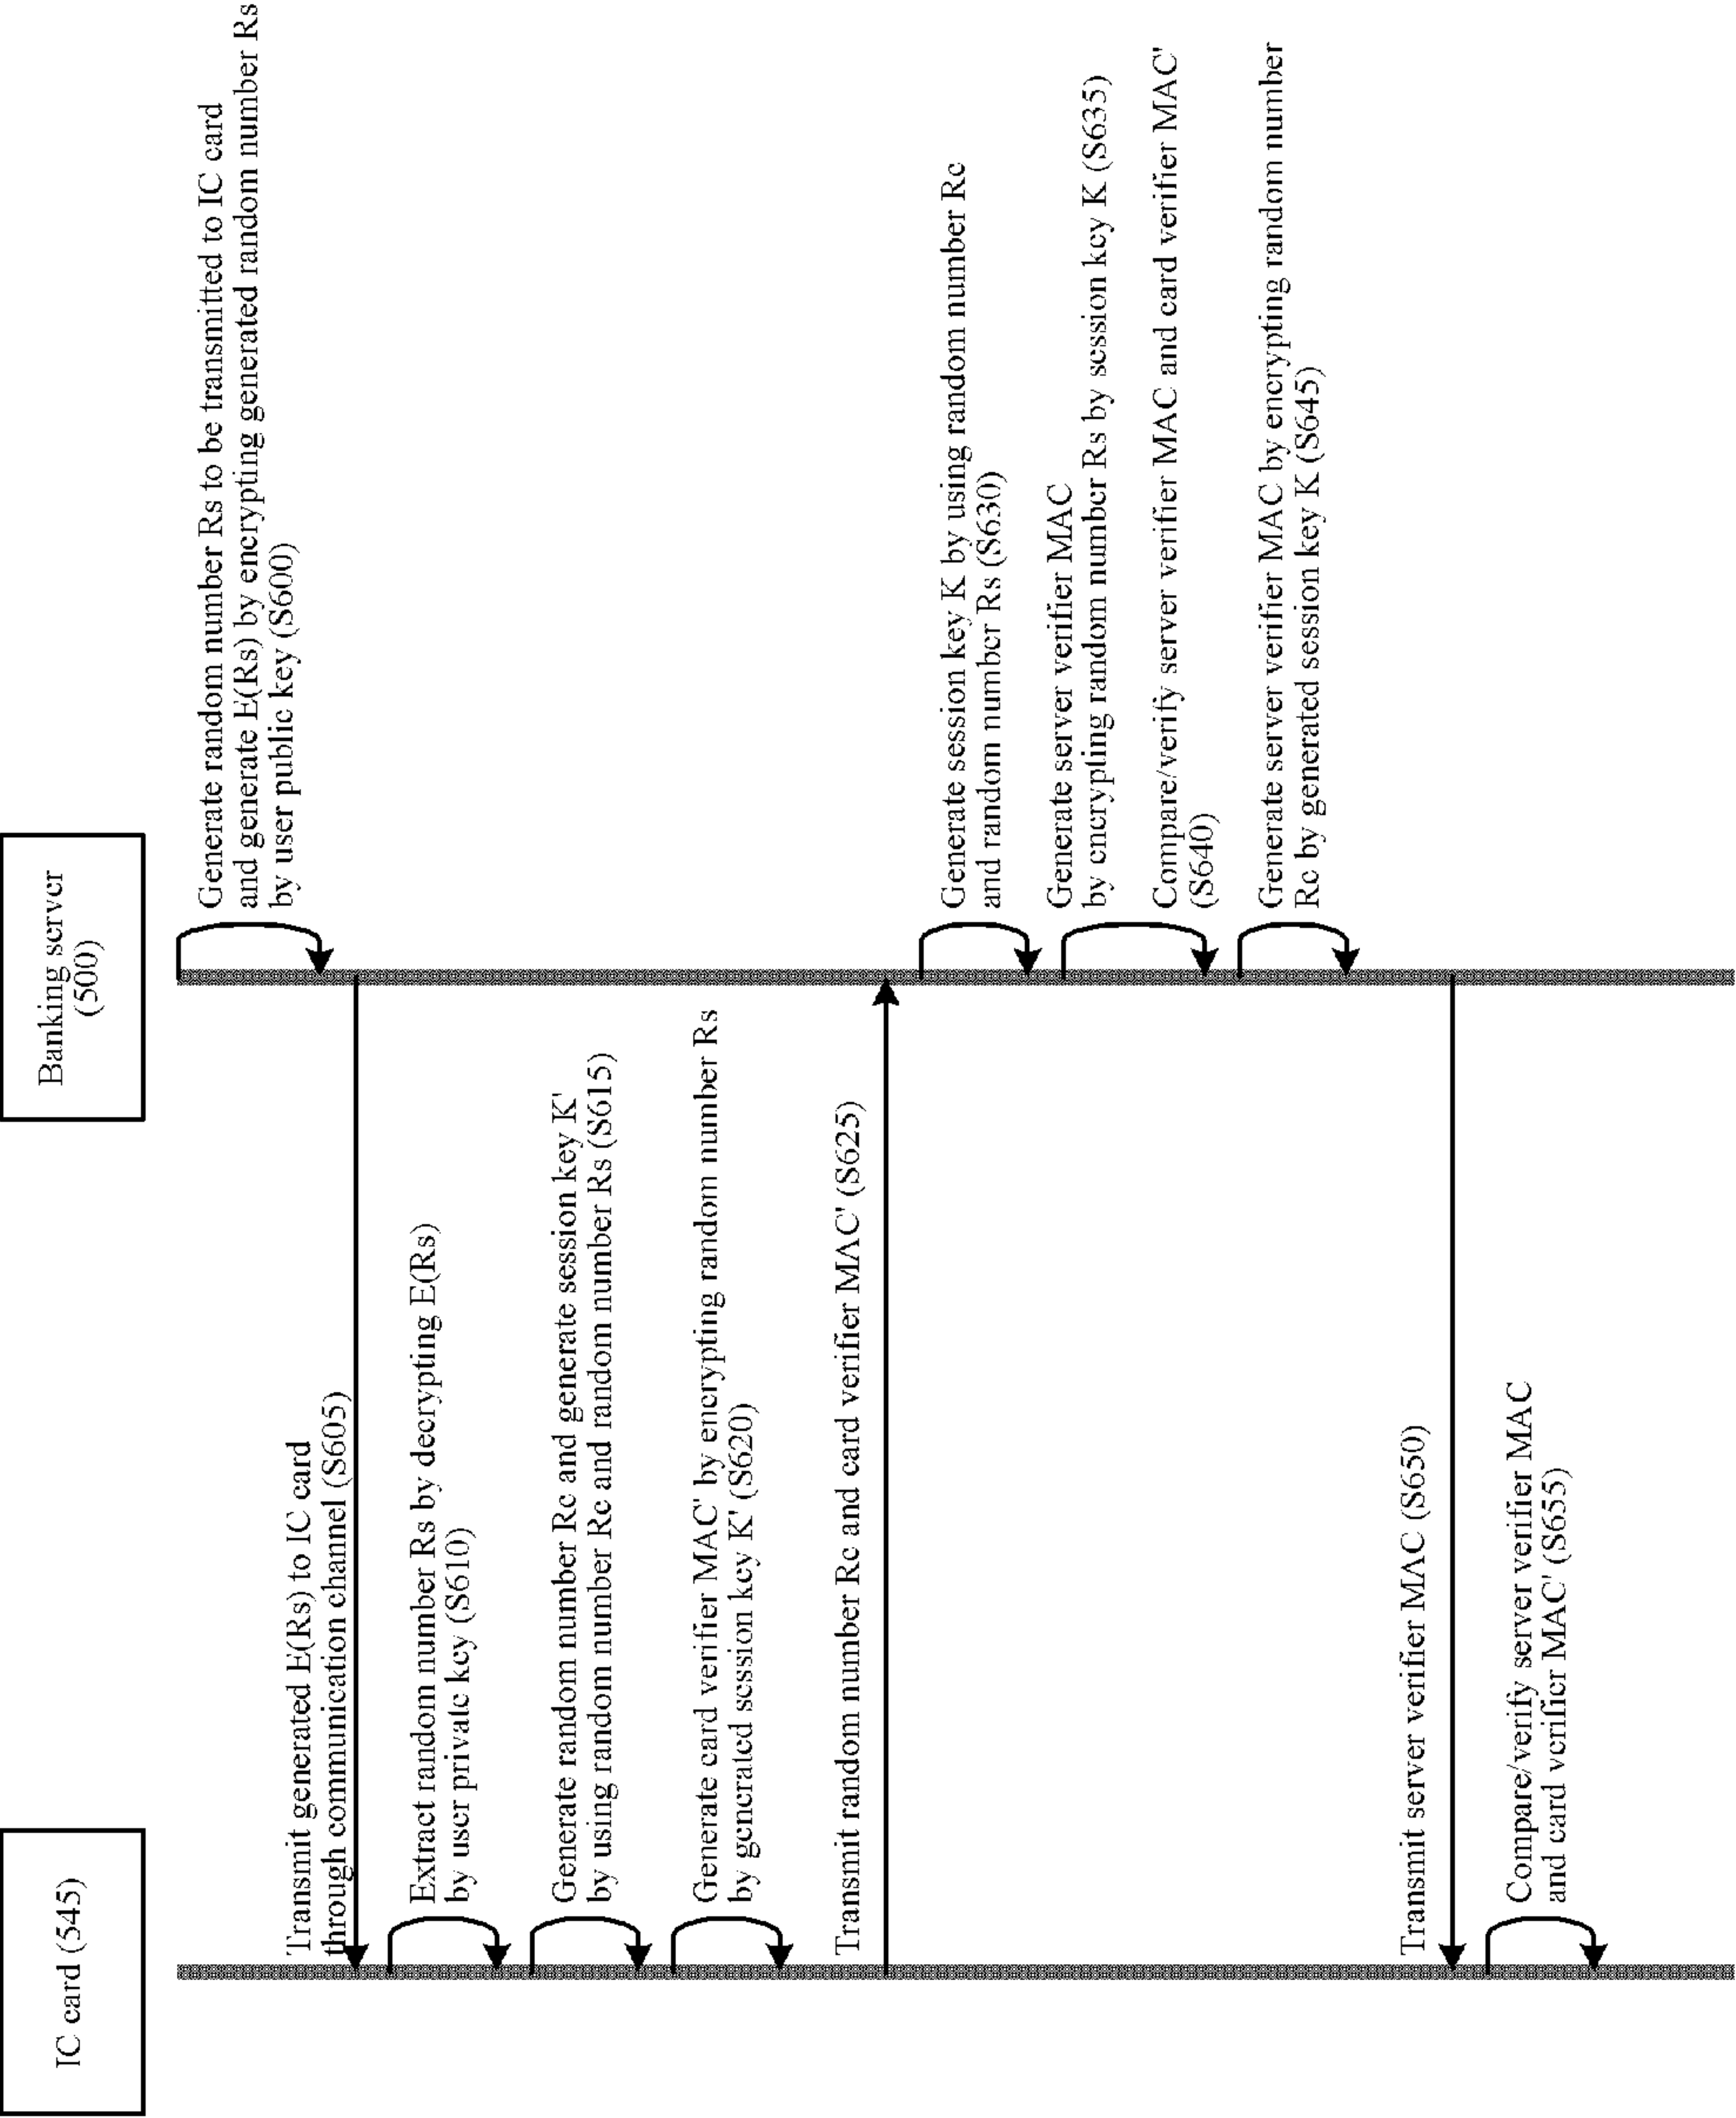 IC card (545)
Banking server
(500)
Generate random number Rs to be transmitted to IC card
and generate E(Rs) by encrypting generated random number Rs
by user public key (S600)
Transmit generated E(Rs) to IC card
through communication channel (S605)
Extract random number Rs by decrypting E(Rs)
by user private key (S610)
Generate random number Rc and generate session key K'
by using random number Rc and random number Rs (S615)
Generate card verifier MAC' by encrypting random number Rs
by generated session key K' (S620)
Transmit random number Rc and card verifier MAC' (S625)
Generate session key K by using random number Rc
and random number Rs (S630)
Generate server verifier MAC
by encrypting random number Rs by session key K (S635)
Compare/verify server verifier MAC and card verifier MAC'
(S640)
Generate server verifier MAC by encrypting random number
Rc by generated session key K (S645)
Transmit server verifier MAC (S650)
Compare/verify server verifier MAC
and card verifier MAC' (S655)